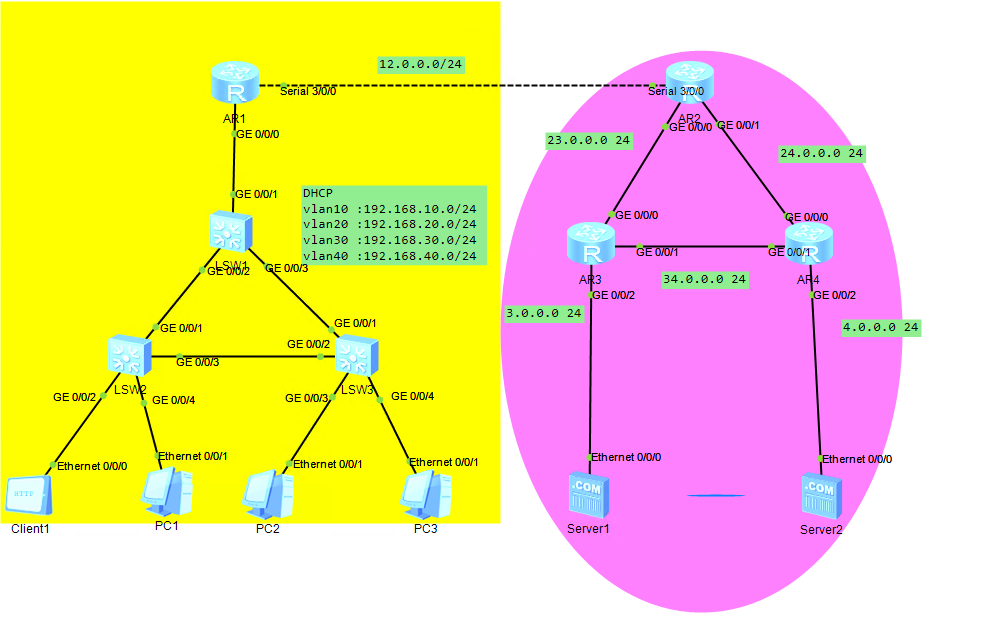 12.0.0.0/24
R
AR1
Serial 3/0/0
Serial 3/0/0
R
AR2
GE 0/0/0
GE 0/0/0
GE 0/0/1
23.0.0.0 24
24.0.0.0 24
GE 0/0/1
DHCP
vlan10 :192.168.10.0/24
vlan20 :192.168.20.0/24
vlan30 :192.168.30.0/24
vlan40 :192.168.40.0/24
GE 0/0/0
GE 0/0/0
R
R
LSW1
GE 0/0/2
GE 0/0/3
GE 0/0/1
GE 0/0/1
AR3
AR4
34.0.0.0 24
GE 0/0/2
GE 0/0/2
3.0.0.0 24
4.0.0.0 24
GE 0/0/1
GE 0/0/1
GE 0/0/2
GE 0/0/3
LSW2
LSW3
GE 0/0/2
GE 0/0/4
GE 0/0/3
GE 0/0/4
Ethernet 0/0/0
Ethernet 0/0/1
Ethernet 0/0/1
Ethernet 0/0/1
Ethernet 0/0/0
Ethernet 0/0/0
HTTP
.COM
.COM
Client1
PC1
PC2
PC3
Server1
Server2